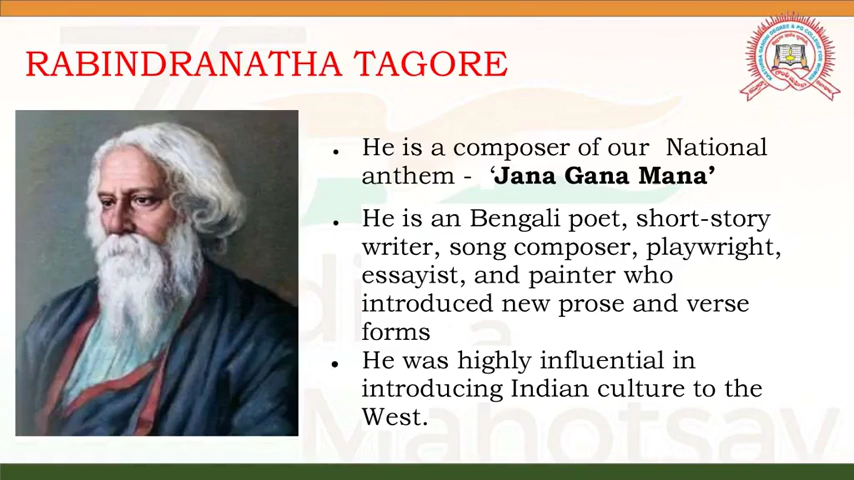 RABINDRANATHA TAGORE
• He is a composer of our National
anthem - ‘Jana Gana Mana’
• He is an Bengali poet, short-story
writer, song composer, playwright,
essayist, and painter who
introduced new prose and verse
forms
• He was highly influential in
introducing Indian culture to the
West.
Mahotsav